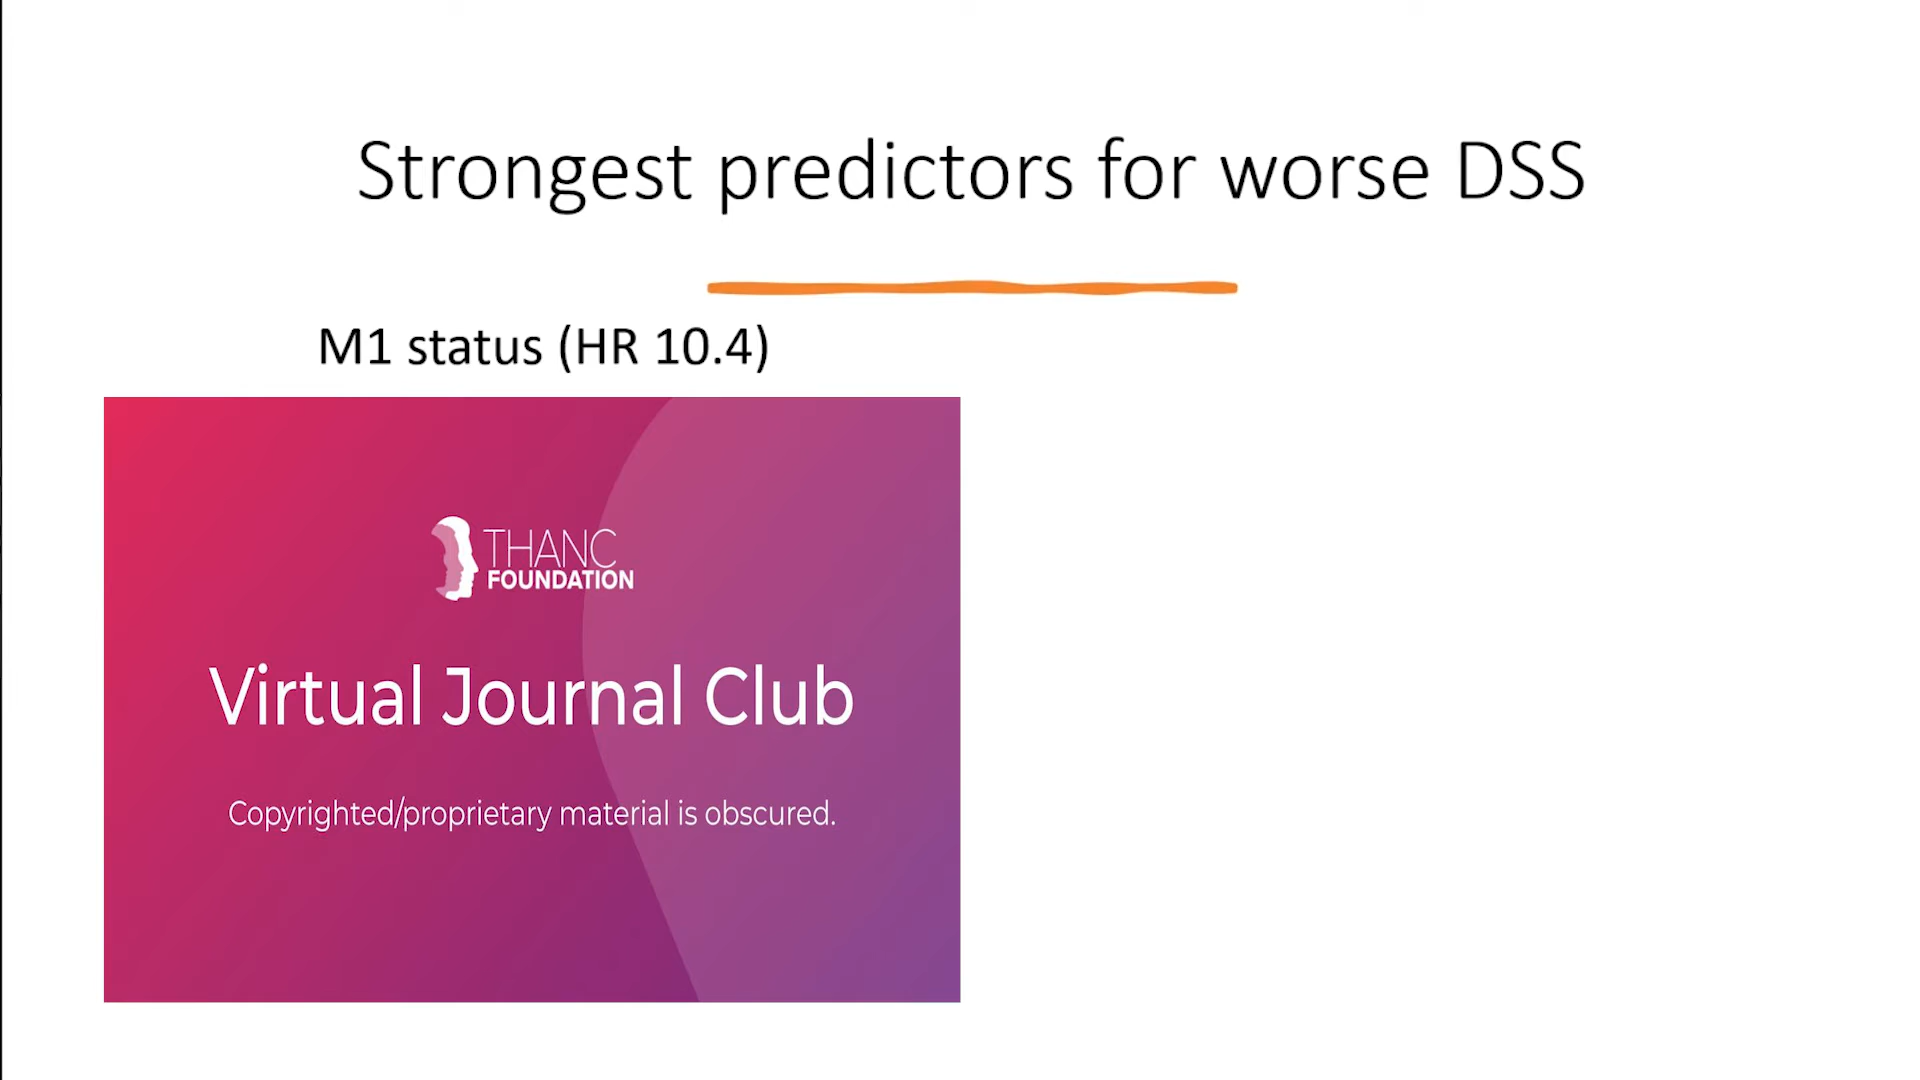 Strongest predictors for worse DSS
M1 status (HR 10.4)
THANC
FOUNDATION
Virtual Journal Club
Copyrighted/proprietary material is obscured.